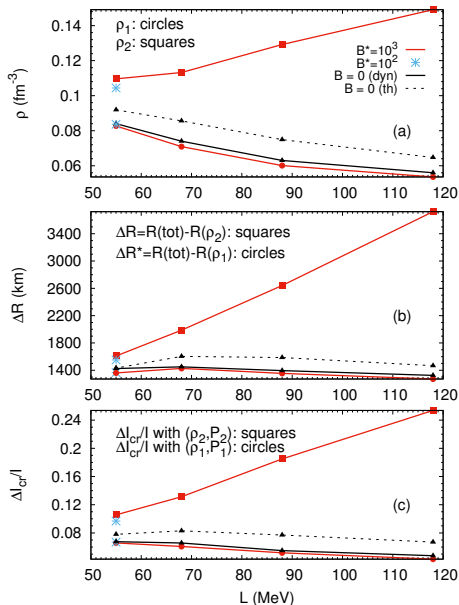 0.14
0.12
0.1
0.08
0.06
ρ (fm⁻³)
ρ₁: circles
ρ₂: squares
B*=10³
B*=10²
B = 0 (dyn)
B = 0 (th)
(a)
50 60 70 80 90 100 110 120
3400
3000
2600
2200
1800
1400
ΔR (km)
ΔR=R(tot)-R(ρ₂): squares
ΔR*=R(tot)-R(ρ₁): circles
(b)
50 60 70 80 90 100 110 120
0.24
0.2
0.16
0.12
0.08
ΔI_cr/I
ΔI_cr/I with (ρ₂,P₂): squares
ΔI_cr/I with (ρ₁,P₁): circles
(c)
50 60 70 80 90 100 110 120
L (MeV)